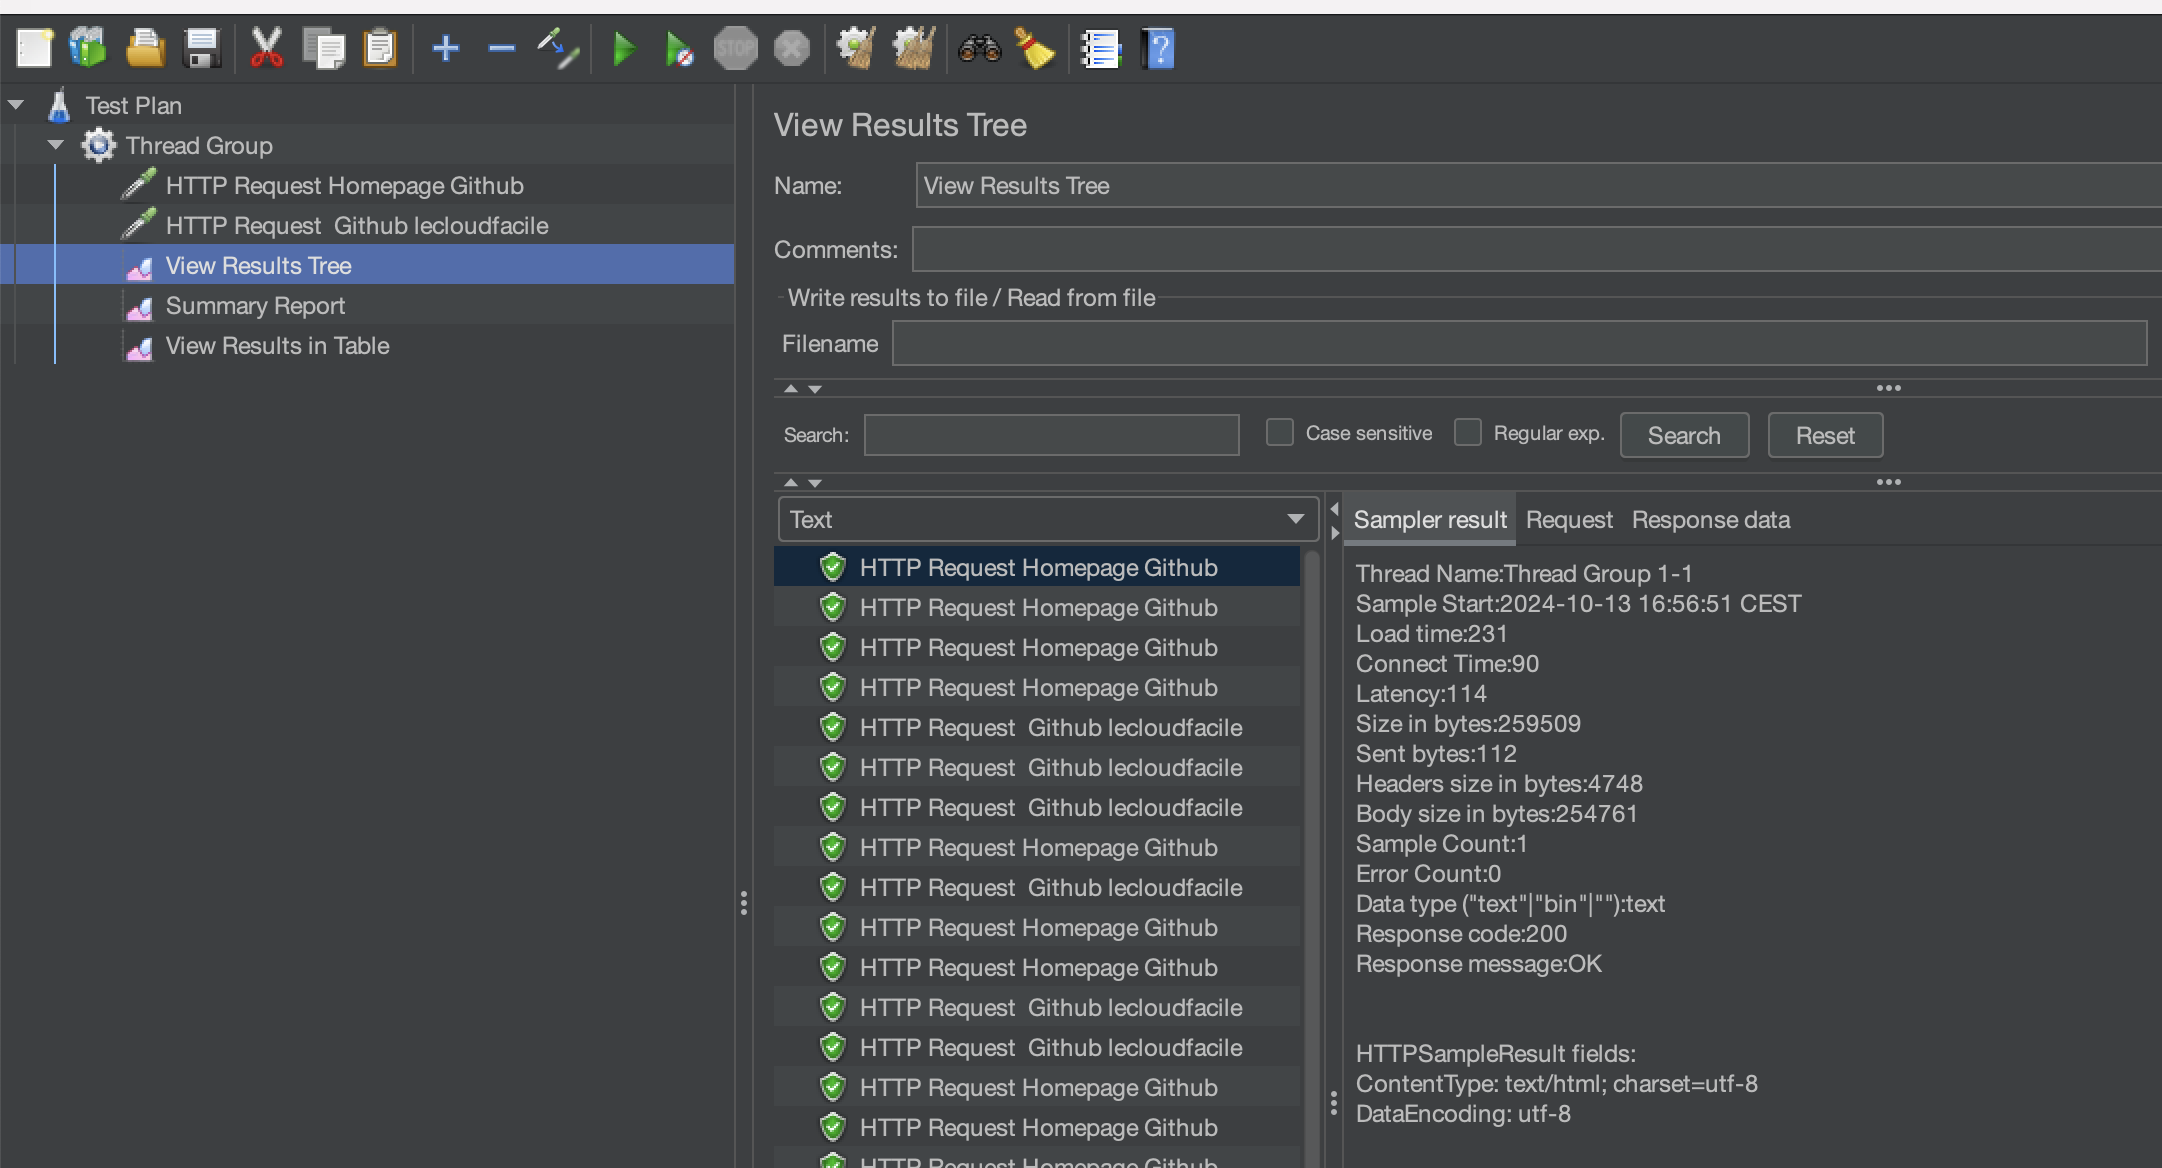 STOP
Test Plan
Thread Group
HTTP Request Homepage Github
HTTP Request  Github lecloudfacile
View Results Tree
Summary Report
View Results in Table
View Results Tree
Name: View Results Tree
Comments:
Write results to file / Read from file
Filename
Search: Case sensitive Regular exp. Search Reset
Text
HTTP Request Homepage Github
HTTP Request Homepage Github
HTTP Request Homepage Github
HTTP Request Homepage Github
HTTP Request  Github lecloudfacile
HTTP Request  Github lecloudfacile
HTTP Request  Github lecloudfacile
HTTP Request Homepage Github
HTTP Request  Github lecloudfacile
HTTP Request Homepage Github
HTTP Request Homepage Github
HTTP Request  Github lecloudfacile
HTTP Request  Github lecloudfacile
HTTP Request Homepage Github
HTTP Request Homepage Github
HTTP Request Homepage Github
Sampler result Request Response data
Thread Name:Thread Group 1-1
Sample Start:2024-10-13 16:56:51 CEST
Load time:231
Connect Time:90
Latency:114
Size in bytes:259509
Sent bytes:112
Headers size in bytes:4748
Body size in bytes:254761
Sample Count:1
Error Count:0
Data type ("text"|"bin"|""):text
Response code:200
Response message:OK
HTTPSampleResult fields:
ContentType: text/html; charset=utf-8
DataEncoding: utf-8